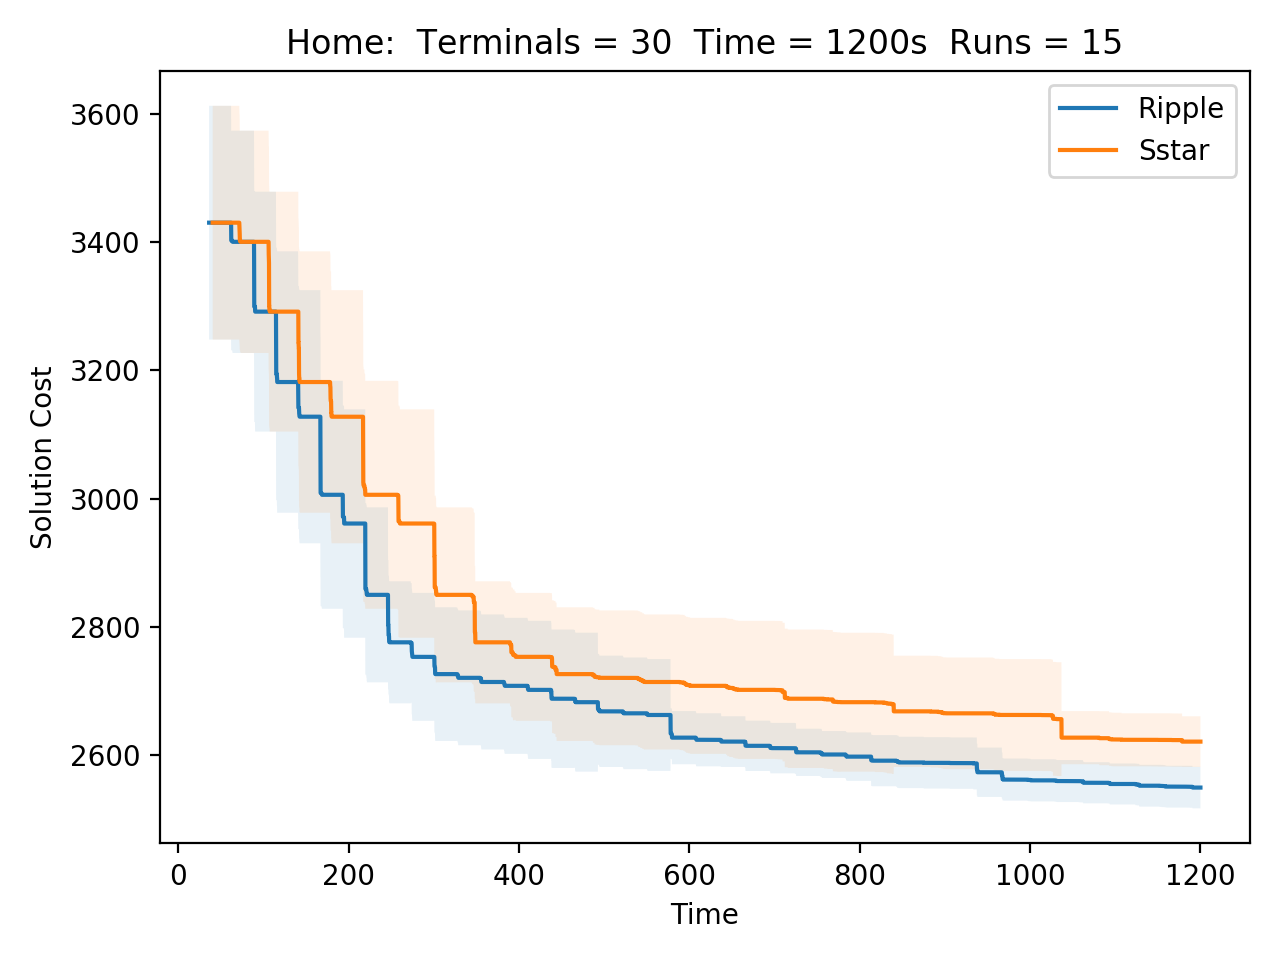 Home:  Terminals = 30  Time = 1200s  Runs = 15
Ripple
Sstar
Solution Cost
3600
3400
3200
3000
2800
2600
0 200 400 600 800 1000 1200
Time